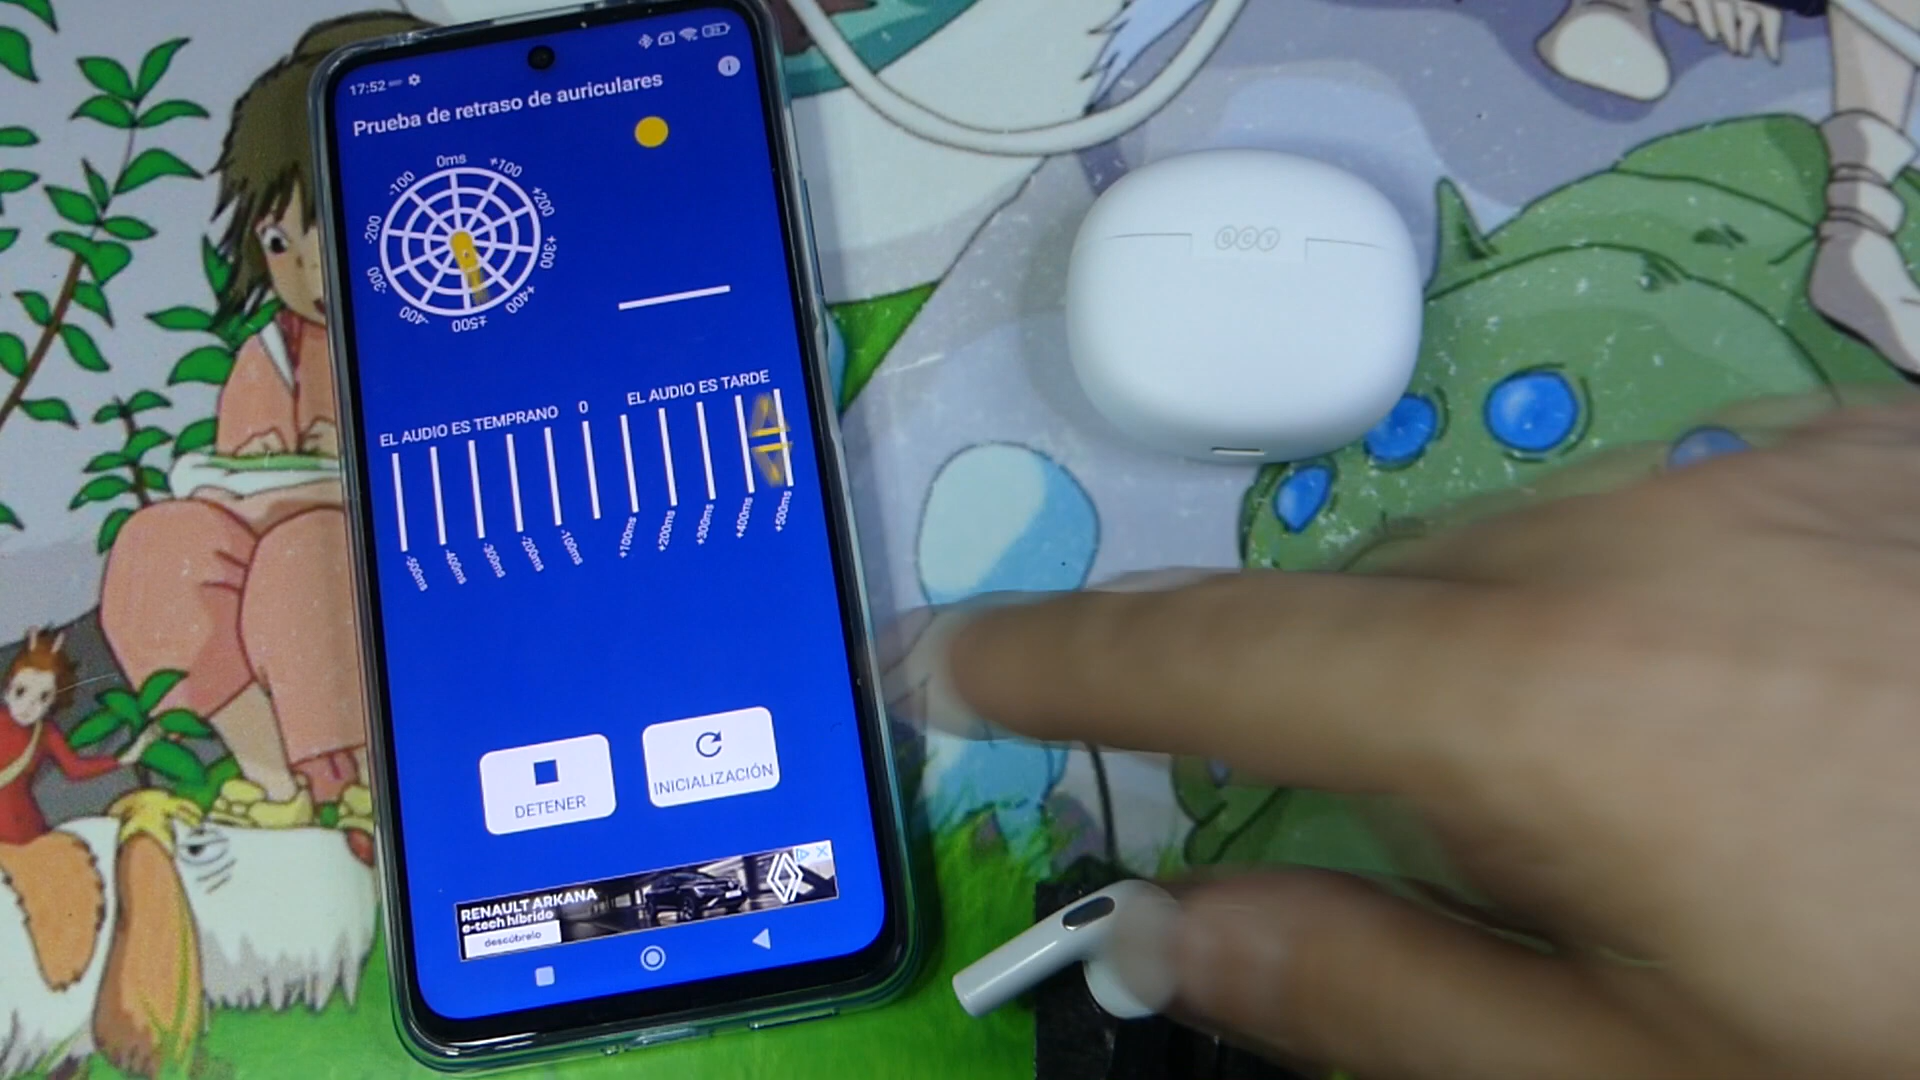 17:52
Prueba de retraso de auriculares
0ms
+100
+200
+300
+400
+500
-400
-300
-200
-100
EL AUDIO ES TEMPRANO
0
EL AUDIO ES TARDE
-500ms
-400ms
-300ms
-200ms
-100ms
+100ms
+200ms
+300ms
+400ms
+500ms
DETENER
INICIALIZACIÓN
RENAULT ARKANA
e-tech híbrido
descúbrelo
QCY